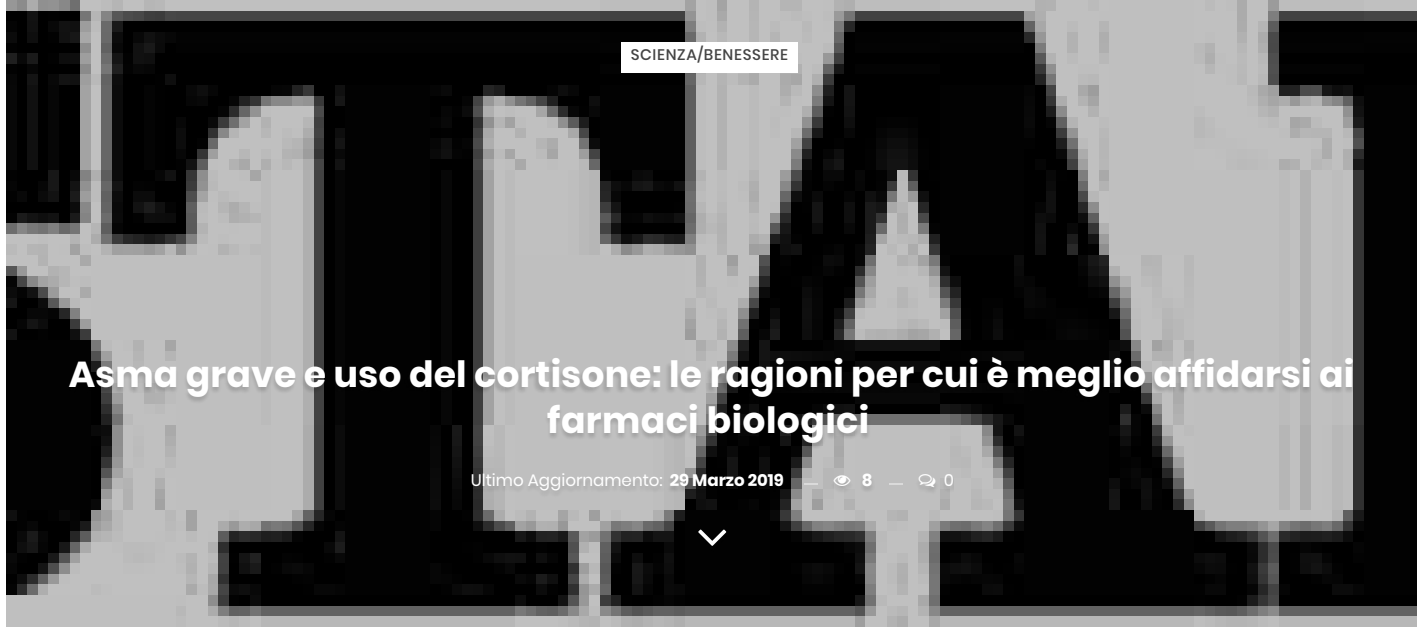 SCIENZA/BENESSERE
TA
Asma grave e uso del cortisone: le ragioni per cui è meglio affidarsi ai
farmaci biologici
Ultimo Aggiornamento: 29 Marzo 2019 — 8 — 0